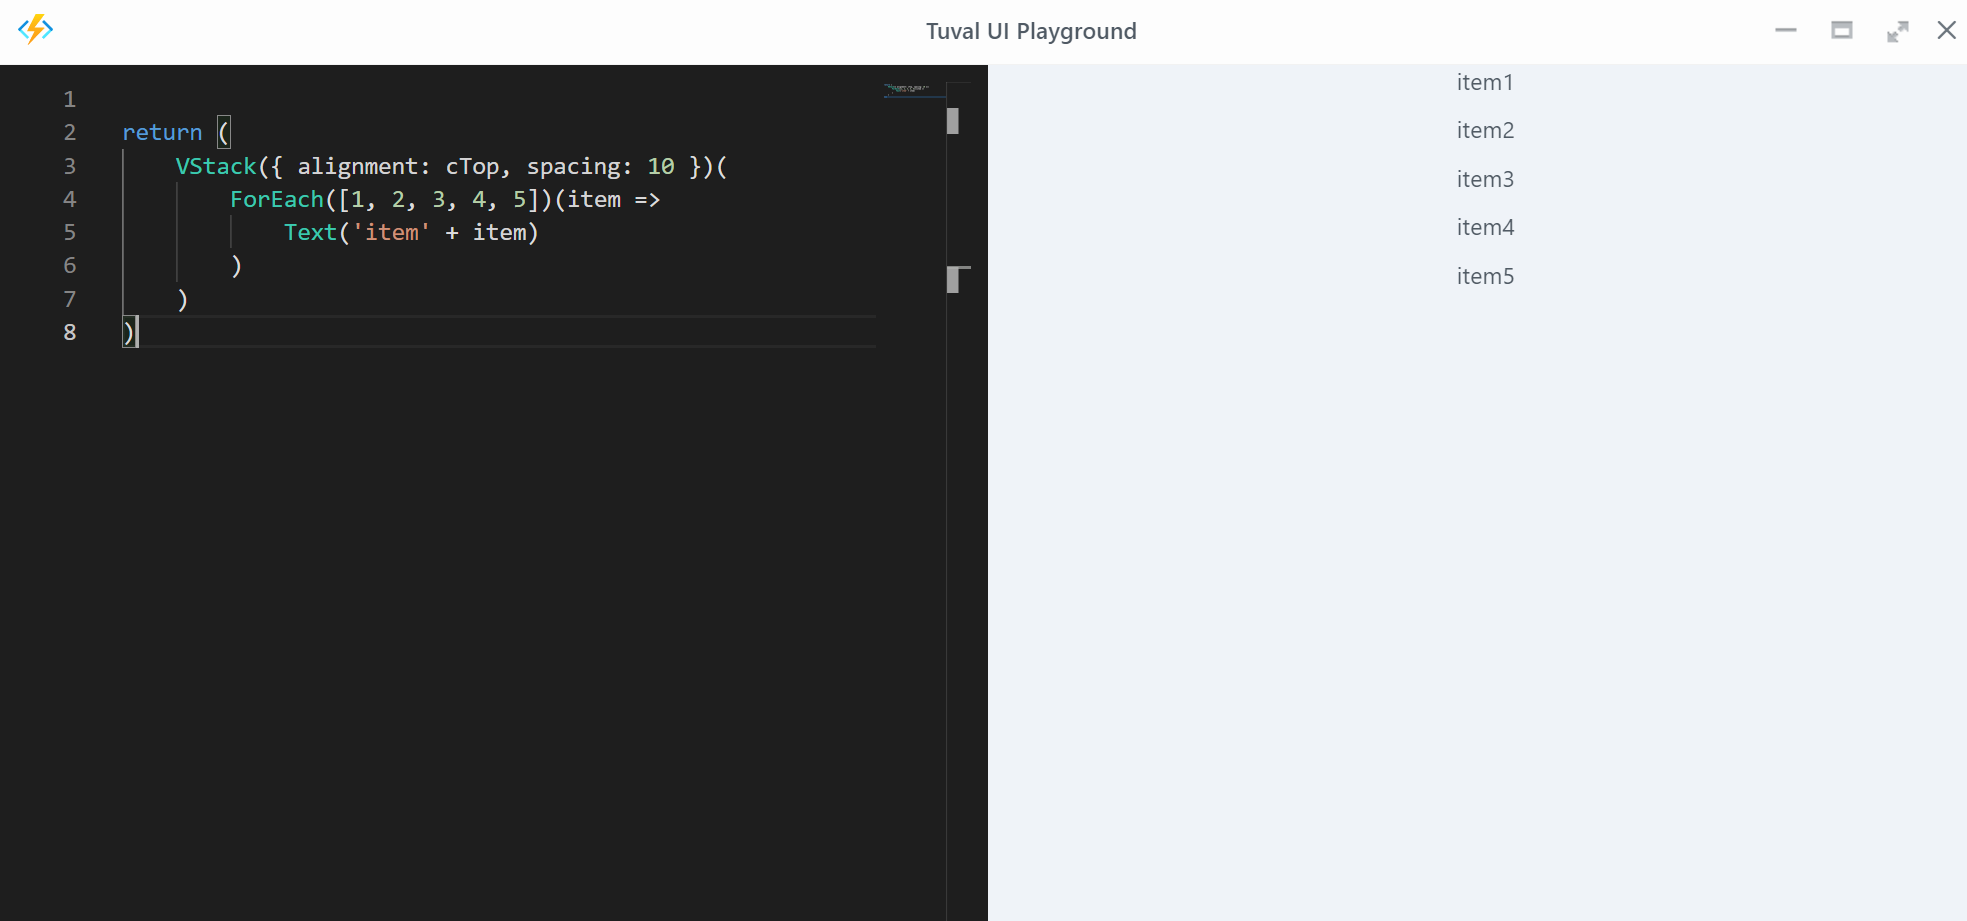 Tuval UI Playground
1
2 return (
3     VStack({ alignment: cTop, spacing: 10 })(
4         ForEach([1, 2, 3, 4, 5])(item =>
5             Text('item' + item)
6         )
7     )
8 )
item1
item2
item3
item4
item5